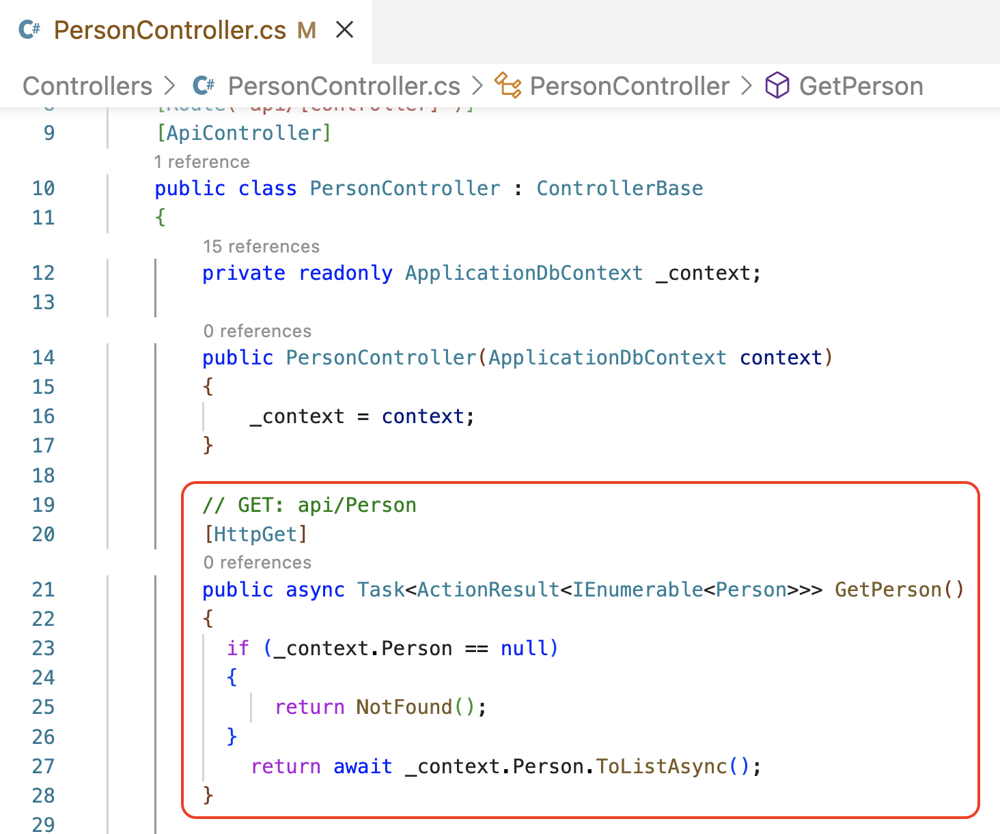 C# PersonController.cs M
Controllers > C# PersonController.cs > PersonController > GetPerson
8 [Route("api/[controller]")]
9 [ApiController]
1 reference
10 public class PersonController : ControllerBase
11 {
15 references
12 private readonly ApplicationDbContext _context;
13
0 references
14 public PersonController(ApplicationDbContext context)
15 {
16 _context = context;
17 }
18
19 // GET: api/Person
20 [HttpGet]
0 references
21 public async Task<ActionResult<IEnumerable<Person>>> GetPerson()
22 {
23 if (_context.Person == null)
24 {
25 return NotFound();
26 }
27 return await _context.Person.ToListAsync();
28 }
29